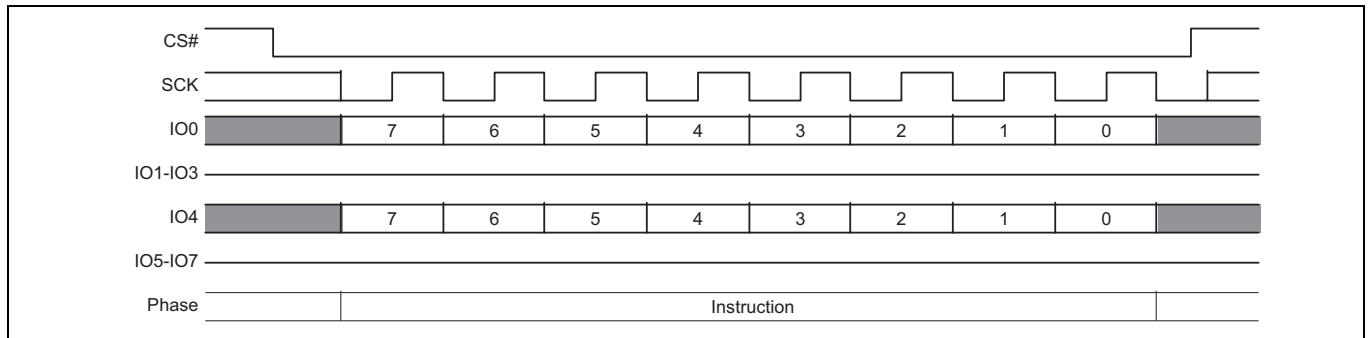 CS#
SCK
IO0 7 6 5 4 3 2 1 0
IO1-IO3
IO4 7 6 5 4 3 2 1 0
IO5-IO7
Phase Instruction